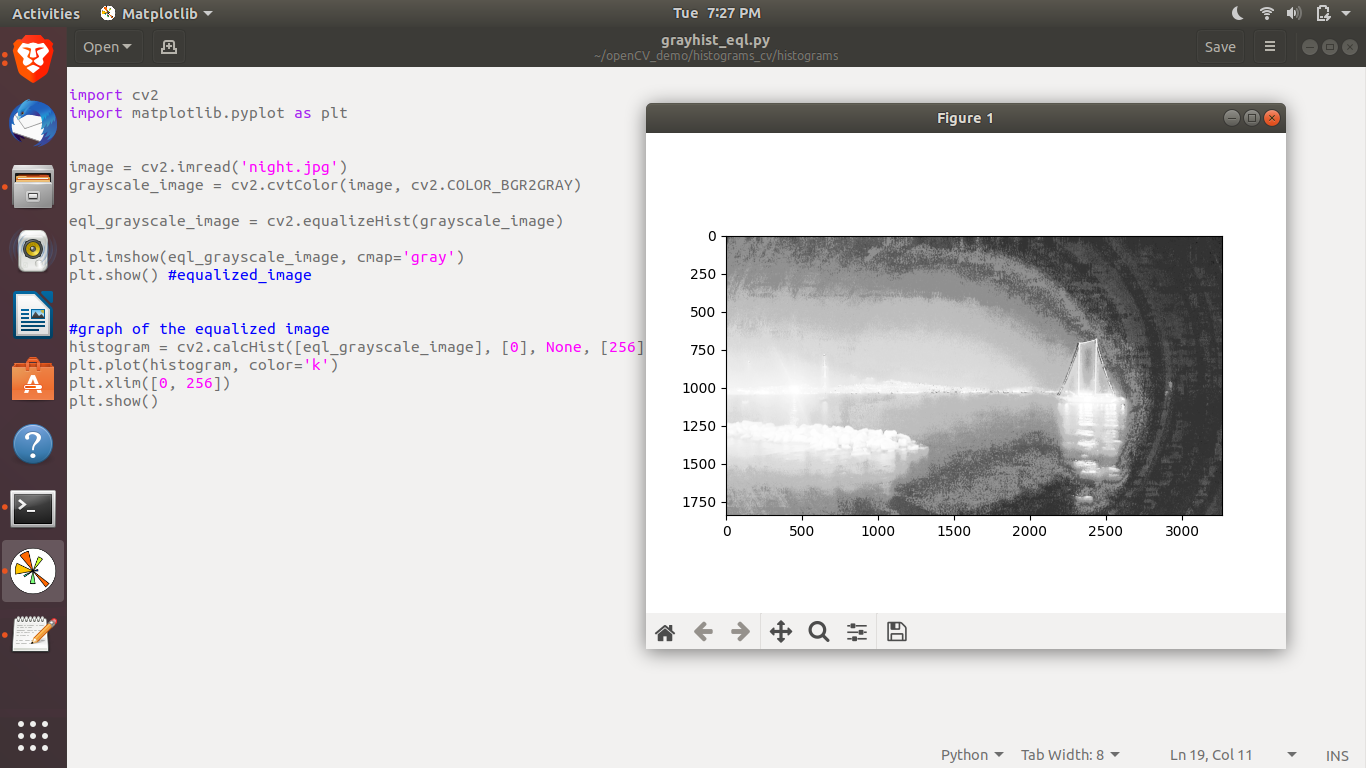 Activities Matplotlib Tue 7:27 PM
Open grayhist_eql.py Save
~/openCV_demo/histograms_cv/histograms
import cv2
import matplotlib.pyplot as plt
image = cv2.imread('night.jpg')
grayscale_image = cv2.cvtColor(image, cv2.COLOR_BGR2GRAY)
eql_grayscale_image = cv2.equalizeHist(grayscale_image)
plt.imshow(eql_grayscale_image, cmap='gray')
plt.show() #equalized_image
#graph of the equalized image
histogram = cv2.calcHist([eql_grayscale_image], [0], None, [256]
plt.plot(histogram, color='k')
plt.xlim([0, 256])
plt.show()
Figure 1
0
250
500
750
1000
1250
1500
1750
0 500 1000 1500 2000 2500 3000
Python Tab Width: 8 Ln 19, Col 11 INS